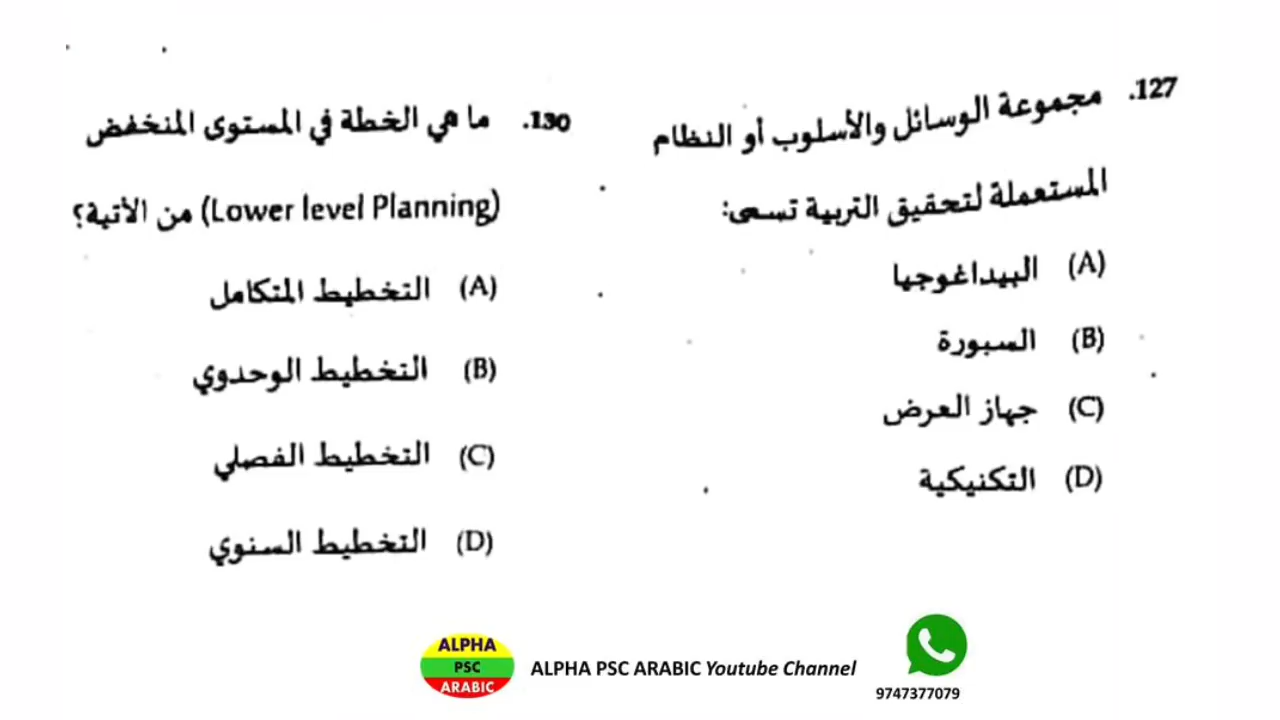 127. مجموعة الوسائل والأسلوب أو النظام
المستعملة لتحقيق التربية تسعى:
(A) البيداغوجيا
(B) السبورة
(C) جهاز العرض
(D) التكنيكية
130. ما هي الخطة في المستوى المنخفض
(Lower level Planning) من الأتية؟
(A) التخطيط المتكامل
(B) التخطيط الوحدوي
(C) التخطيط الفصلي
(D) التخطيط السنوي
ALPHA
PSC
ARABIC
ALPHA PSC ARABIC Youtube Channel
9747377079